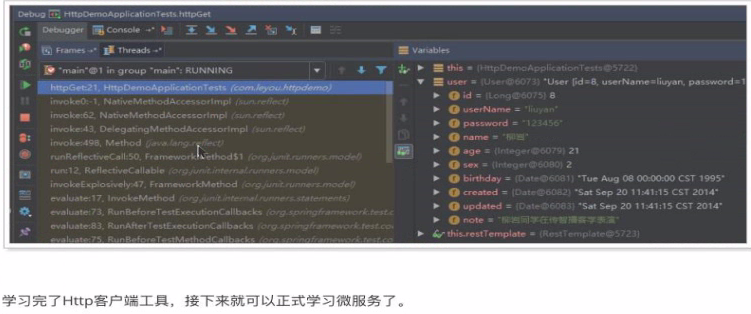 Debug HttpDemoApplicationTests.httpGet
Debugger Console
Frames Threads
"main"@1 in group "main": RUNNING
httpGet:21, HttpDemoApplicationTests (com.leyou.httpdemo)
invoke0:-1, NativeMethodAccessorImpl (sun.reflect)
invoke:62, NativeMethodAccessorImpl (sun.reflect)
invoke:43, DelegatingMethodAccessorImpl (sun.reflect)
invoke:498, Method (java.lang.reflect)
runReflectiveCall:50, FrameworkMethod$1 (org.junit.runners.model)
run:12, ReflectiveCallable (org.junit.internal.runners.model)
invokeExplosively:47, FrameworkMethod (org.junit.runners.model)
evaluate:17, InvokeMethod (org.junit.internal.runners.statements)
evaluate:73, RunBeforeTestExecutionCallbacks (org.springframework.test.c
evaluate:83, RunAfterTestExecutionCallbacks (org.springframework.test.co
evaluate:75, RunBeforeTestMethodCallbacks (org.springframework.test.com
Variables
this = {HttpDemoApplicationTests@5722}
user = {User@6073} "User [id=8, userName=liuyan, password=1
id = {Long@6075} 8
userName = "liuyan"
password = "123456"
name = "柳岩"
age = {Integer@6079} 21
sex = {Integer@6080} 2
birthday = {Date@6081} "Tue Aug 08 00:00:00 CST 1995"
created = {Date@6082} "Sat Sep 20 11:41:15 CST 2014"
updated = {Date@6083} "Sat Sep 20 11:41:15 CST 2014"
note = "柳岩同学在传智播客学表演"
this.restTemplate = {RestTemplate@5723}
学习完了Http客户端工具，接下来就可以正式学习微服务了。